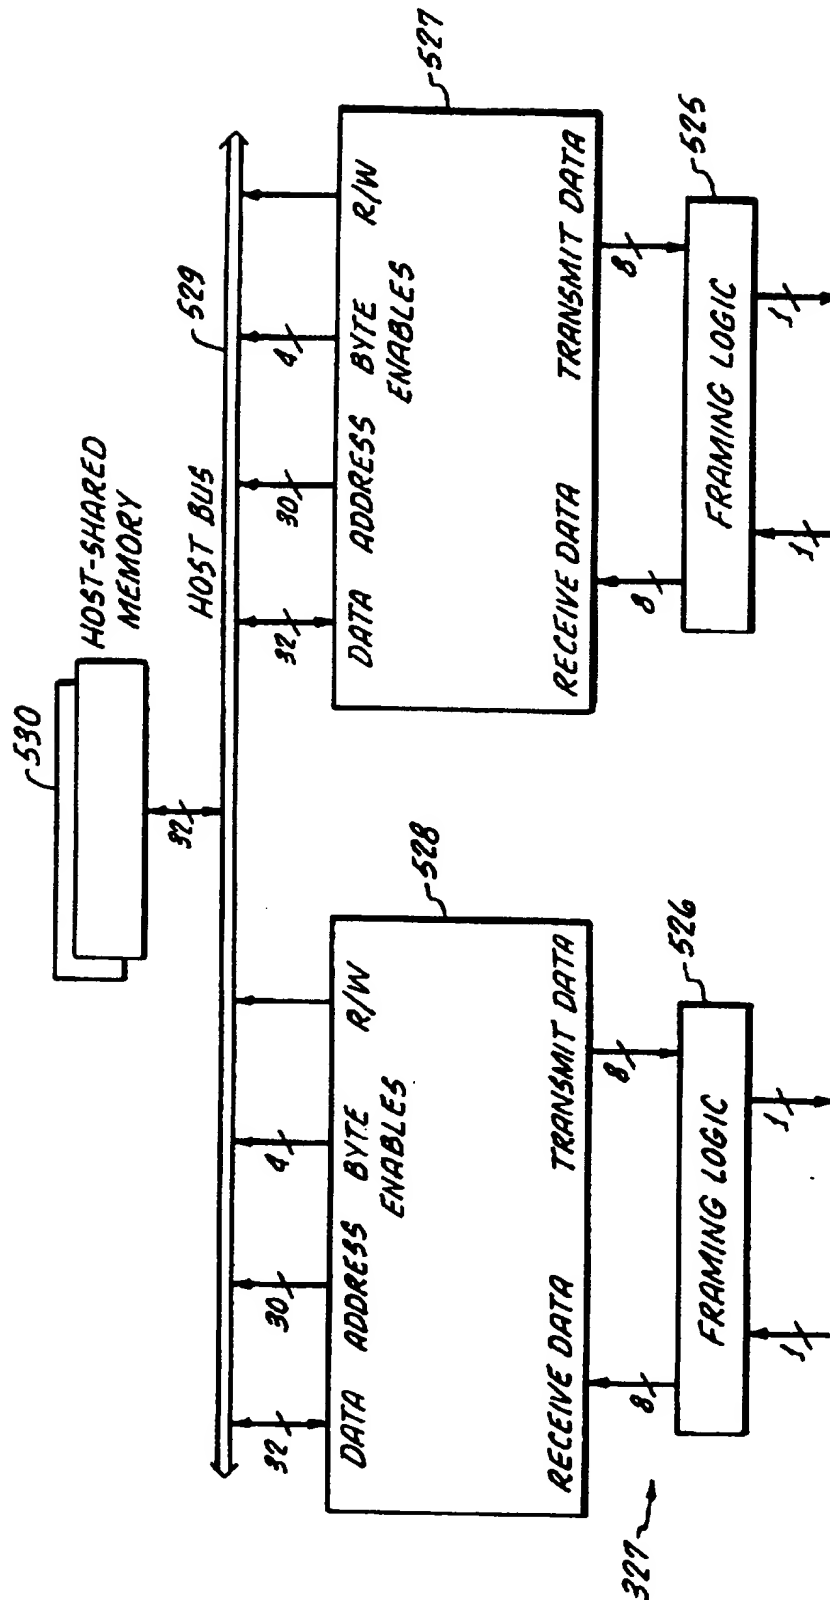 530
HOST-SHARED
MEMORY
32
HOST BUS
529
32
30
4
32
30
4
DATA
ADDRESS
BYTE
ENABLES
R/W
528
DATA
ADDRESS
BYTE
ENABLES
R/W
527
RECEIVE DATA
TRANSMIT DATA
RECEIVE DATA
TRANSMIT DATA
8
8
8
8
FRAMING LOGIC
526
FRAMING LOGIC
525
327
1
1
1
1